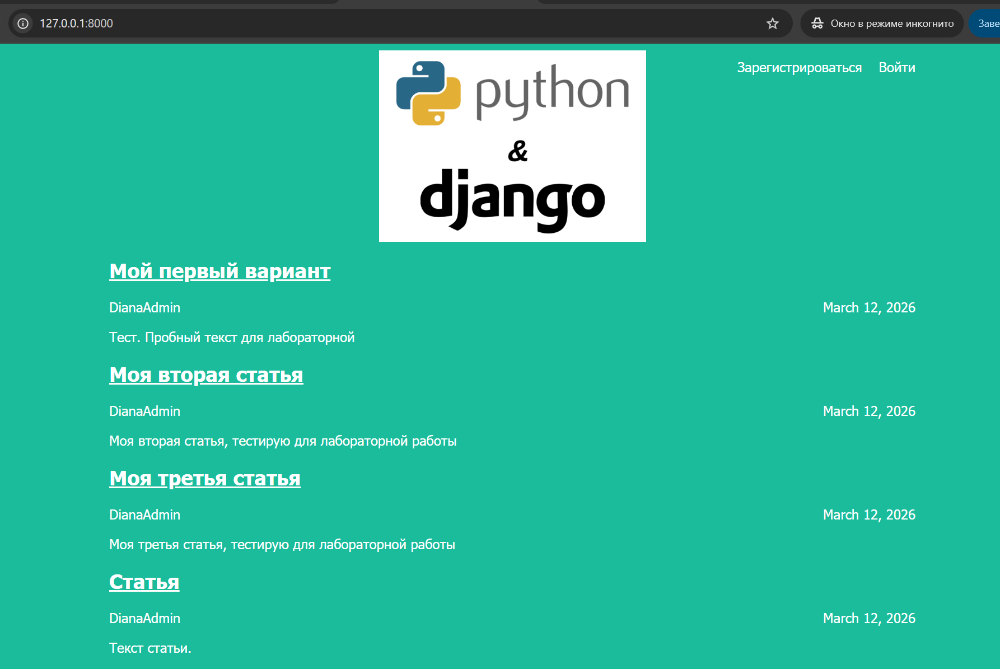 127.0.0.1:8000
Окно в режиме инкогнито
Заве
Зарегистрироваться Войти
python
&
django
Мой первый вариант
DianaAdmin March 12, 2026
Тест. Пробный текст для лабораторной
Моя вторая статья
DianaAdmin March 12, 2026
Моя вторая статья, тестирую для лабораторной работы
Моя третья статья
DianaAdmin March 12, 2026
Моя третья статья, тестирую для лабораторной работы
Статья
DianaAdmin March 12, 2026
Текст статьи.